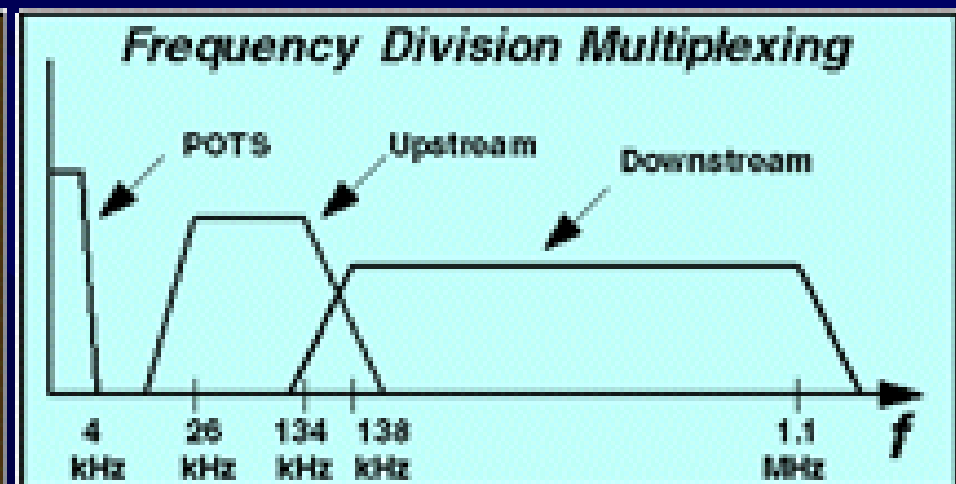 Frequency Division Multiplexing
POTS
Upstream
Downstream
4 kHz
26 kHz
134 kHz
138 kHz
1.1 MHz
f